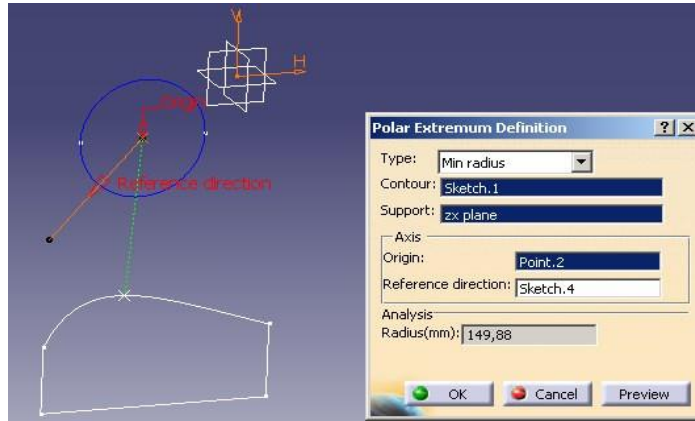 V
H
Origin
Reference direction
Polar Extremum Definition
Type: Min radius
Contour: Sketch.1
Support: zx plane
Axis
Origin: Point.2
Reference direction: Sketch.4
Analysis
Radius(mm): 149,88
OK Cancel Preview